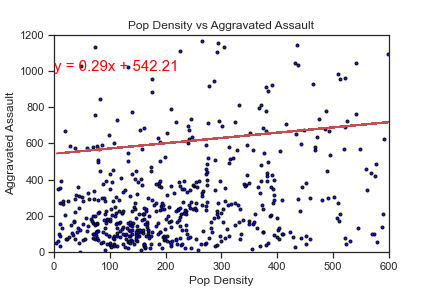 Pop Density vs Aggravated Assault
1200
y = 0.29x + 542.21
1000
800
600
400
200
0
Aggravated Assault
0 100 200 300 400 500 600
Pop Density